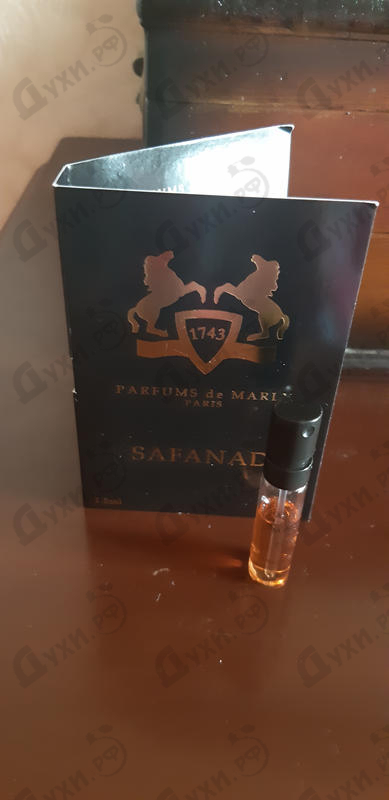 1743
PARFUMS de MARLY
PARIS
SAFANAD
Духи.рф